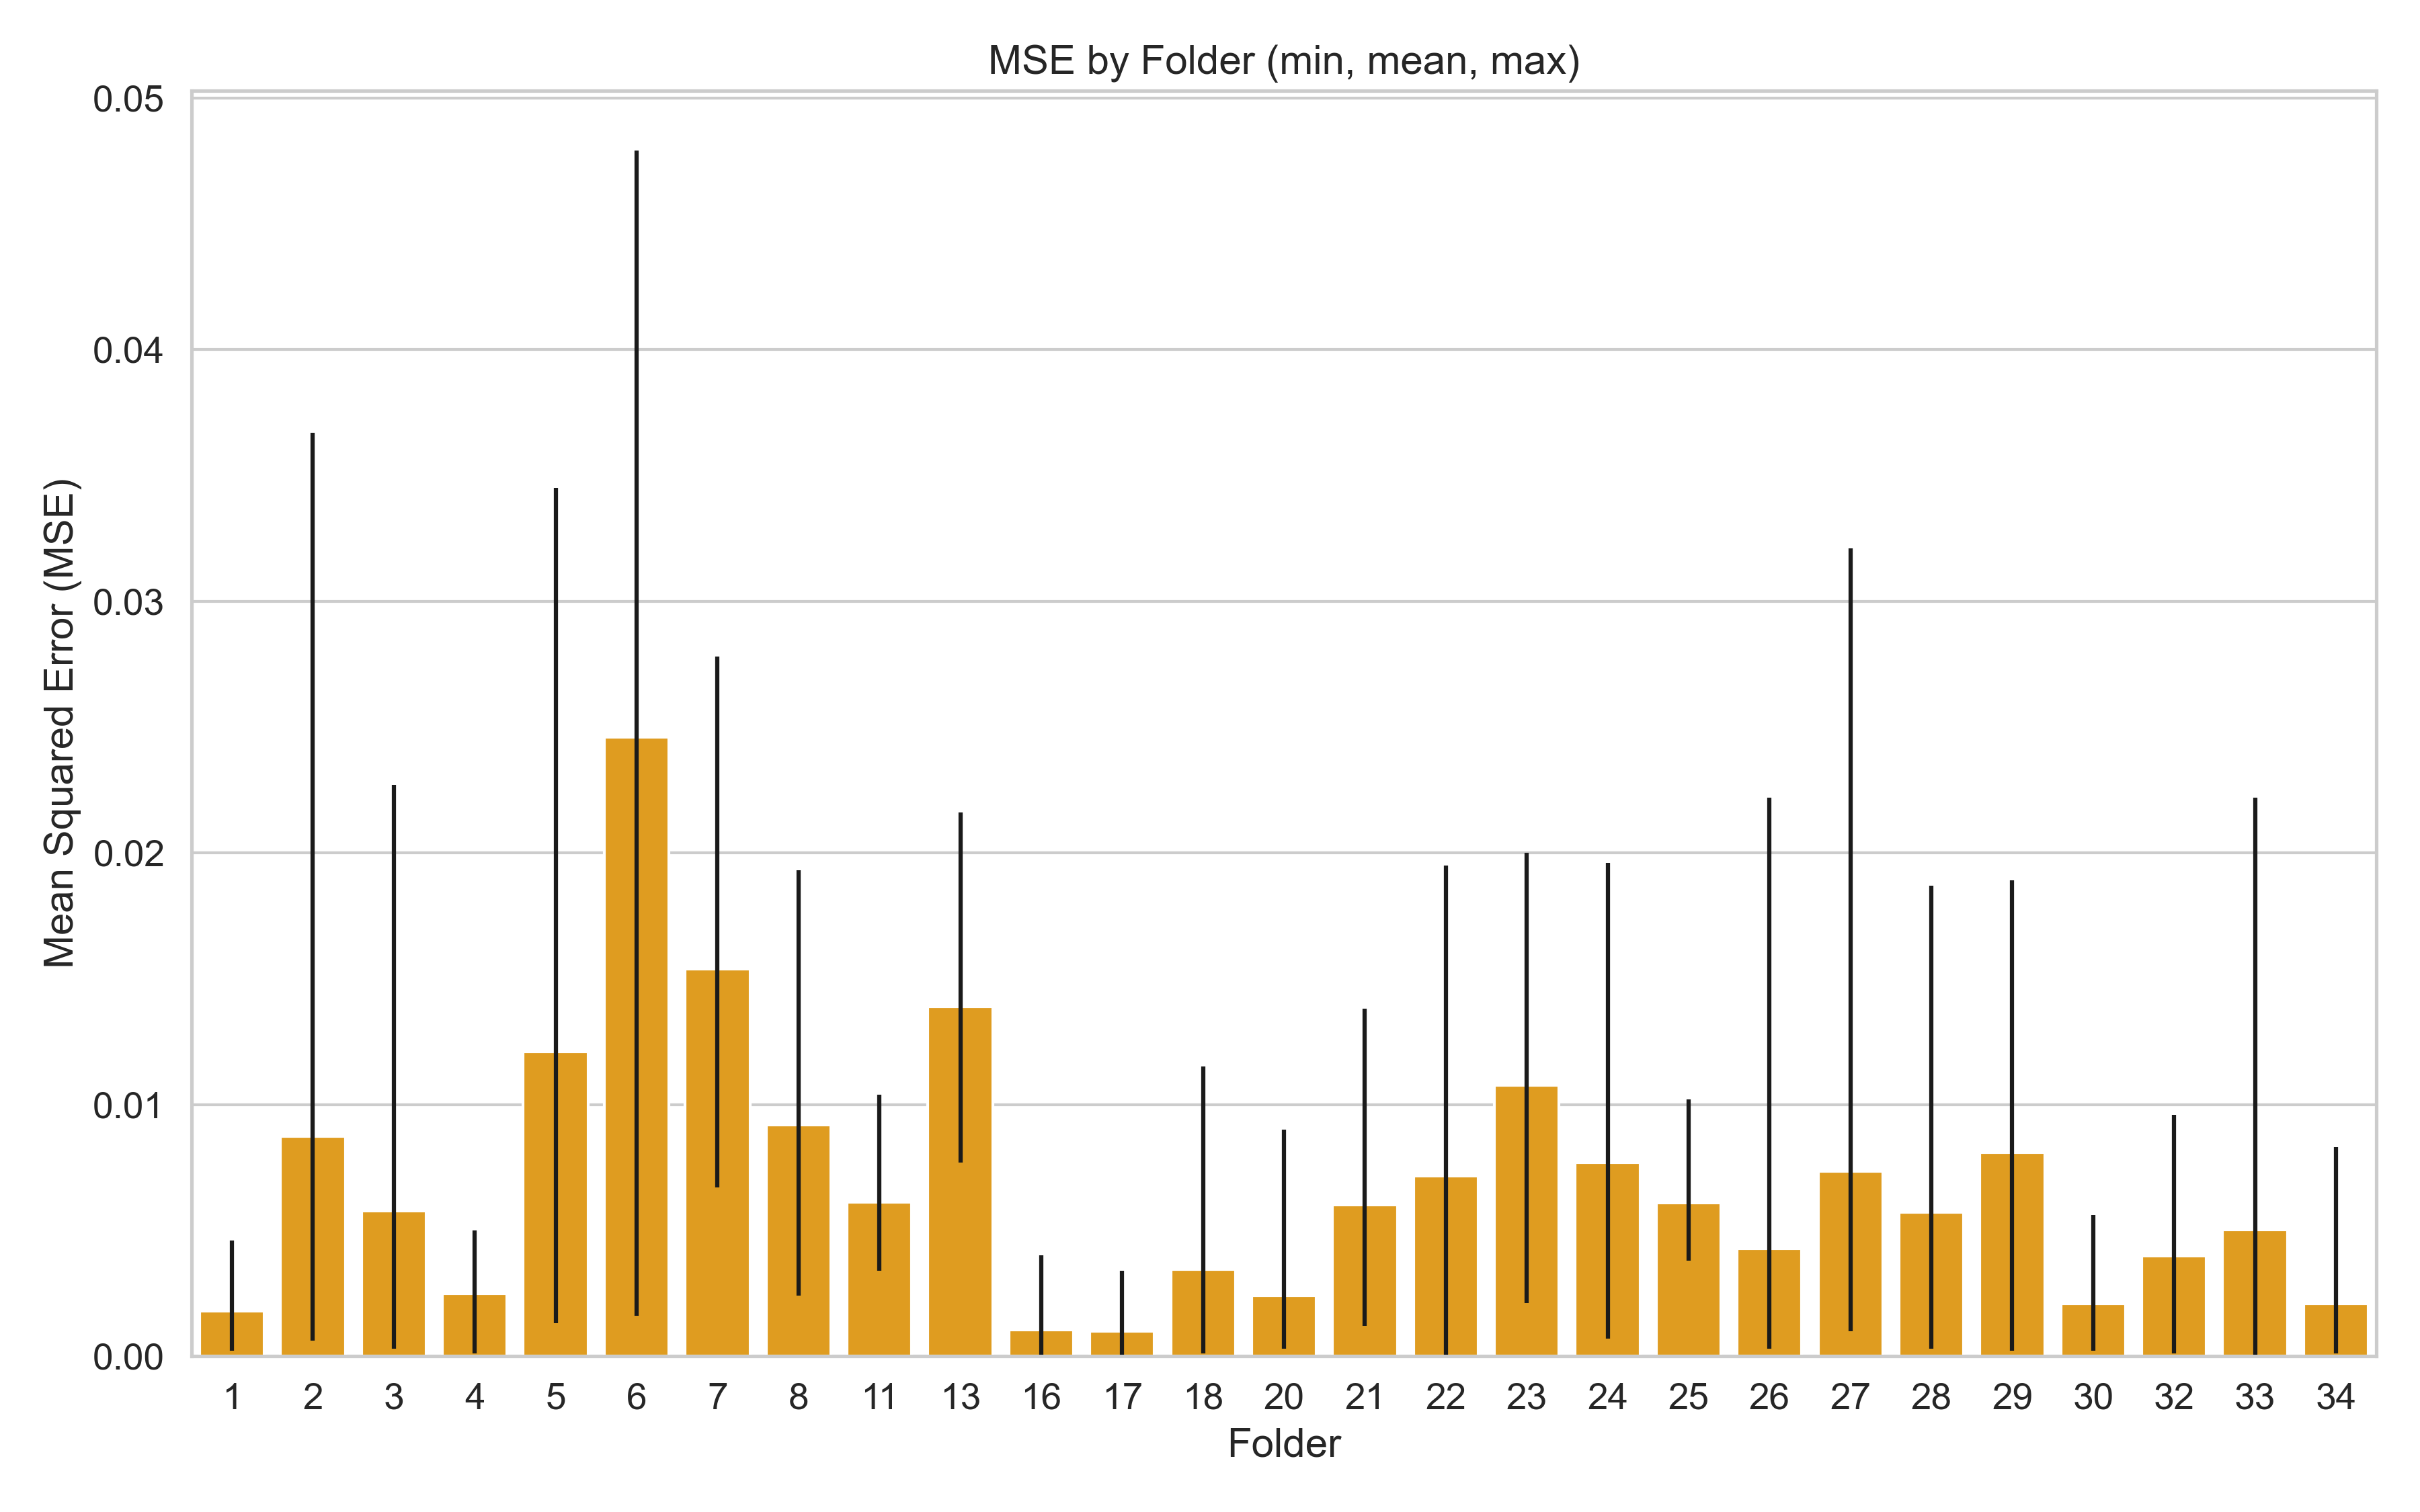 MSE by Folder (min, mean, max)
Mean Squared Error (MSE)
0.05
0.04
0.03
0.02
0.01
0.00
1 2 3 4 5 6 7 8 11 13 16 17 18 20 21 22 23 24 25 26 27 28 29 30 32 33 34
Folder